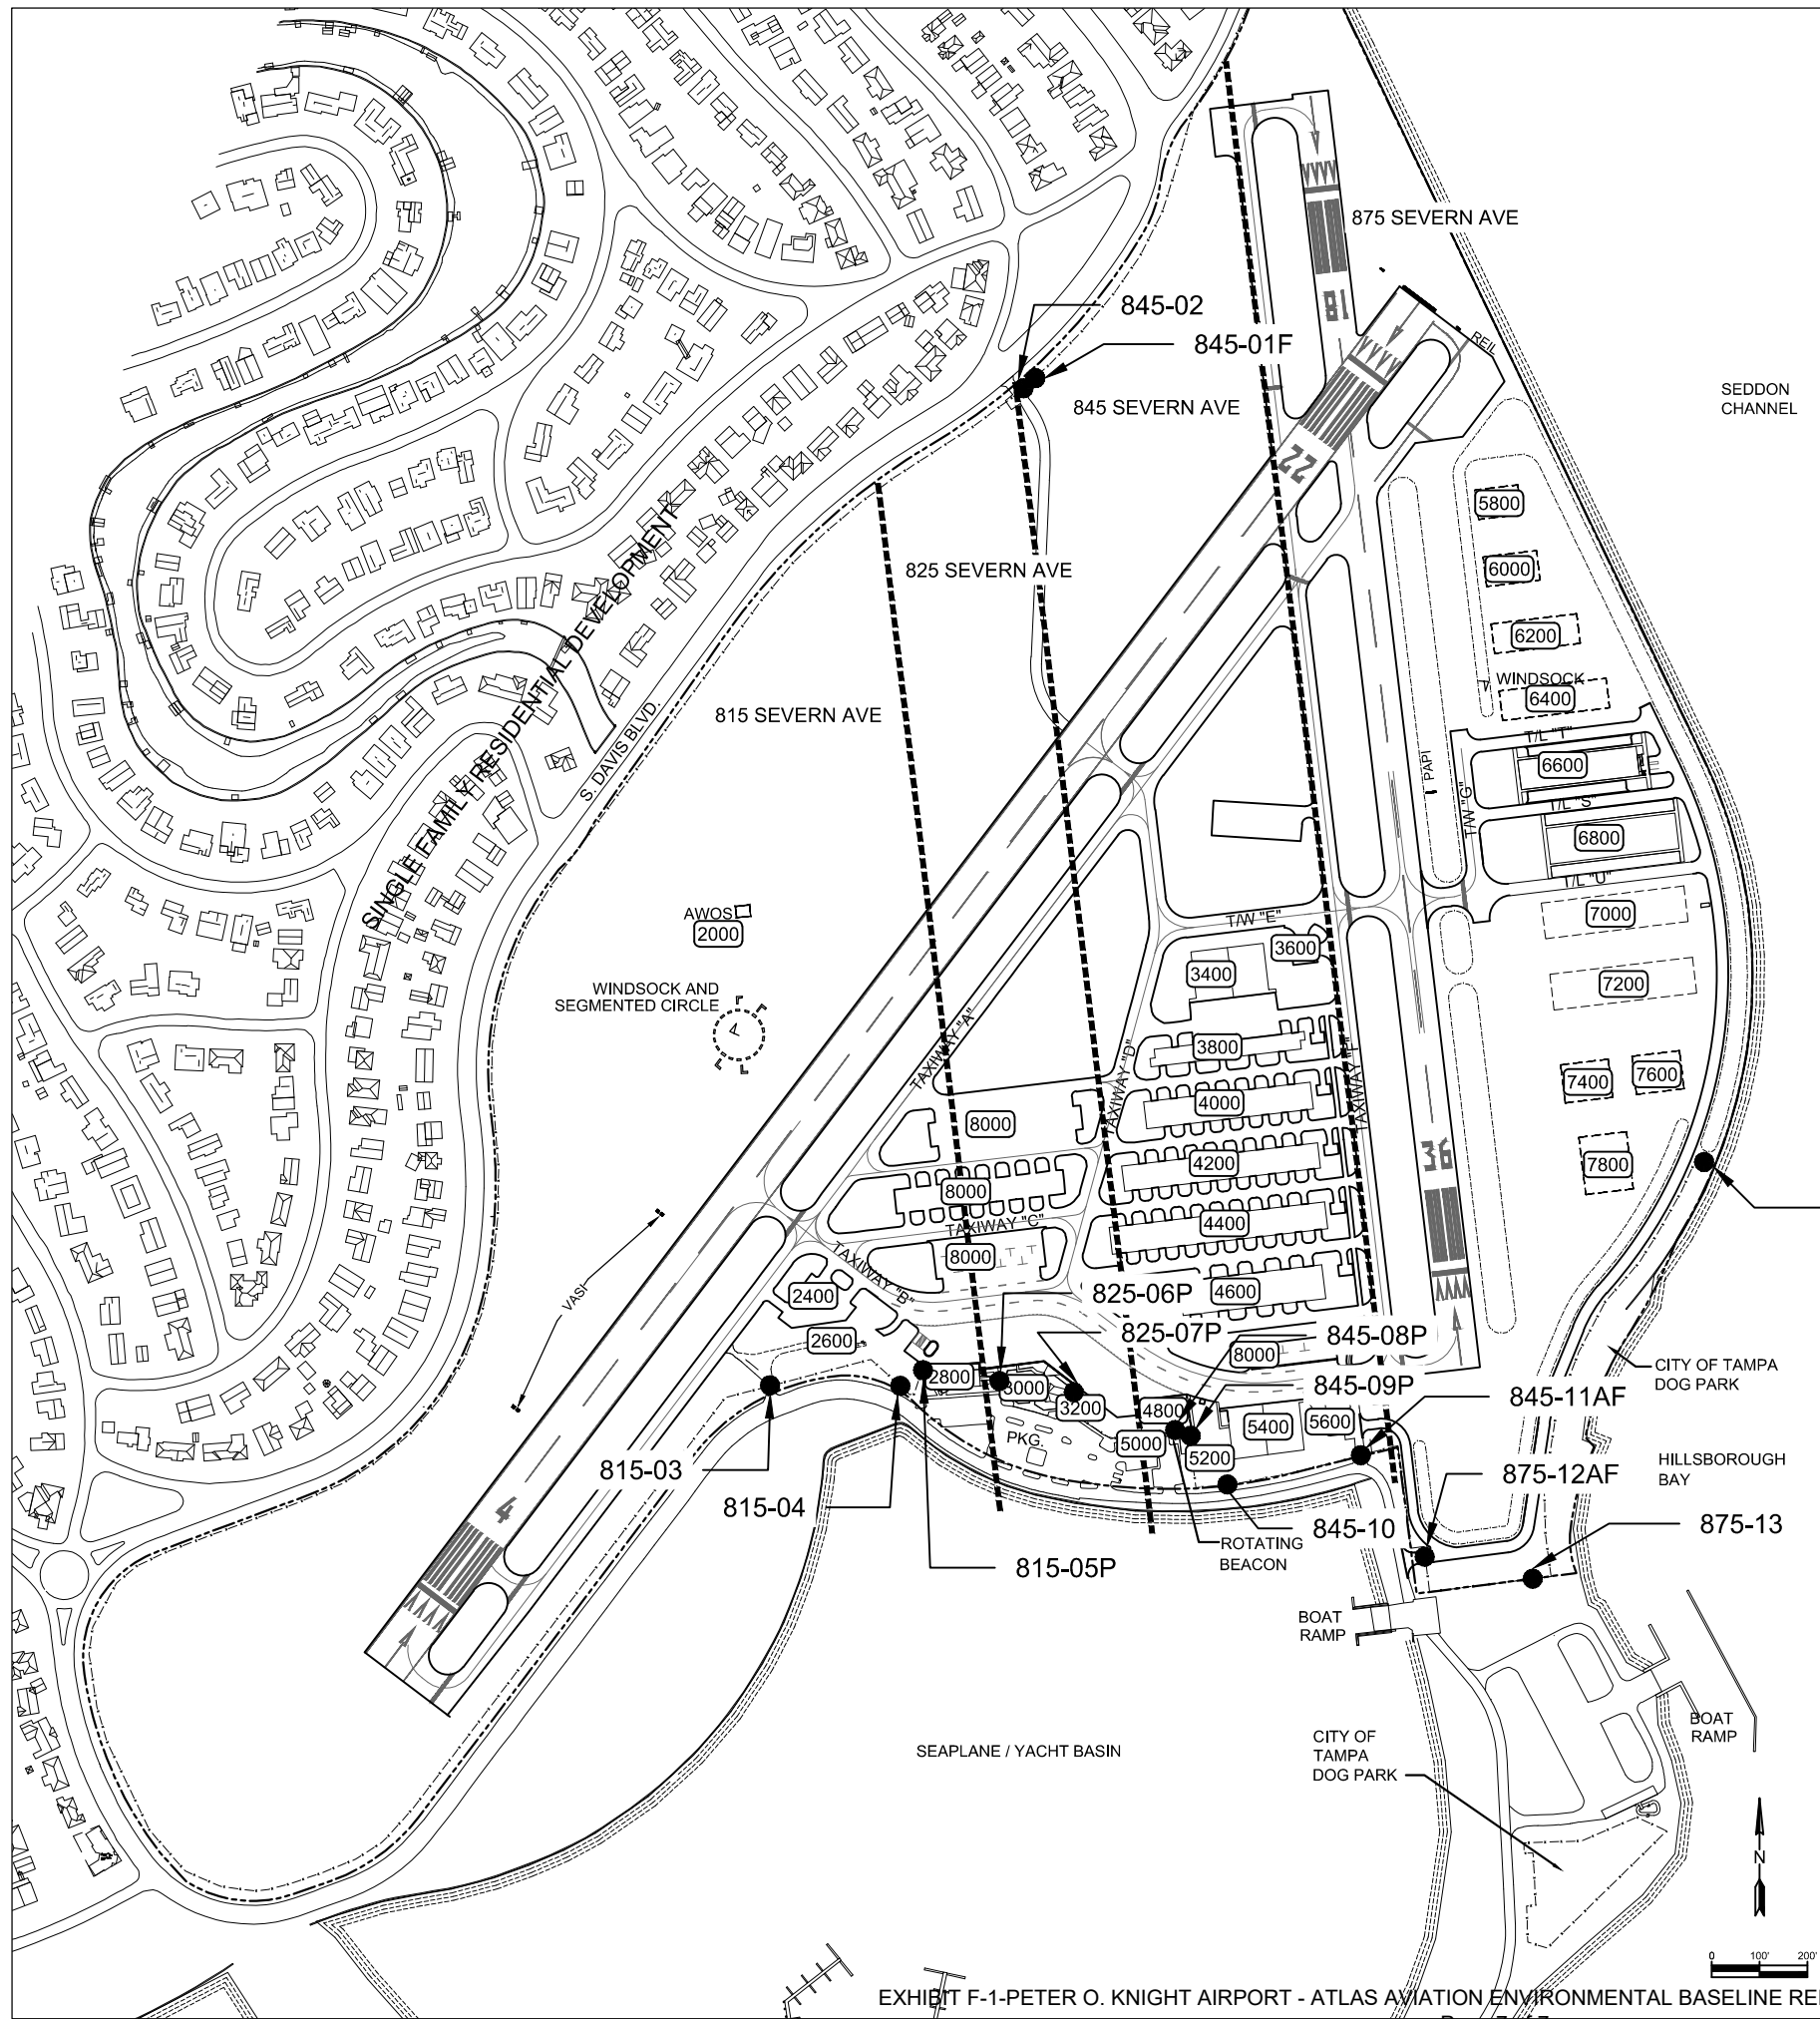 875 SEVERN AVE
18
845-02
845-01F
REIL
SEDDON
CHANNEL
845 SEVERN AVE
22
5800
825 SEVERN AVE
6000
6200
WINDSOCK
6400
815 SEVERN AVE
SINGLE FAMILY RESIDENTIAL DEVELOPMENT
S. DAVIS BLVD.
T/L "T"
6600
PAPI
T/W "G"
T/L "S"
6800
T/L "U"
AWOS
2000
7000
T/W "E"
3600
3400
7200
WINDSOCK AND
SEGMENTED CIRCLE
TAXIWAY "A"
TAXIWAY "D"
3800
TAXIWAY "F"
7400
7600
4000
8000
36
4200
7800
8000
TAXIWAY "C"
4400
8000
TAXIWAY "B"
VASI
2400
825-06P
4600
2600
825-07P
845-08P
8000
CITY OF TAMPA
DOG PARK
2800
3000
845-09P
3200
4800
845-11AF
5400
5600
PKG.
5000
5200
HILLSBOROUGH
BAY
815-03
875-12AF
4
815-04
845-10
875-13
ROTATING
BEACON
815-05P
BOAT
RAMP
BOAT
RAMP
SEAPLANE / YACHT BASIN
CITY OF
TAMPA
DOG PARK
N
0 100' 200'
EXHIBIT F-1-PETER O. KNIGHT AIRPORT - ATLAS AVIATION ENVIRONMENTAL BASELINE